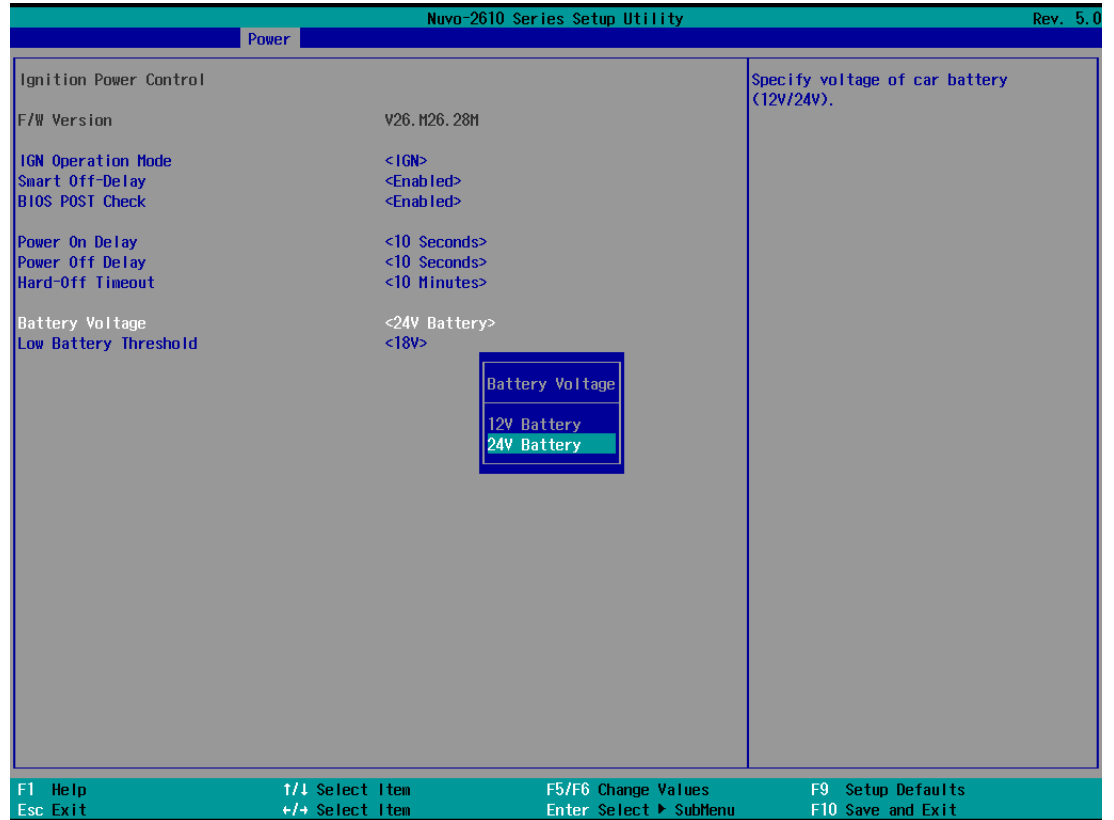 Nuvo-2610 Series Setup Utility Rev. 5.0
Power
Ignition Power Control
Specify voltage of car battery
(12V/24V).
F/W Version V26.M26.28M
IGN Operation Mode <IGN>
Smart Off-Delay <Enabled>
BIOS POST Check <Enabled>
Power On Delay <10 Seconds>
Power Off Delay <10 Seconds>
Hard-Off Timeout <10 Minutes>
Battery Voltage <24V Battery>
Low Battery Threshold <18V>
Battery Voltage
12V Battery
24V Battery
F1 Help ↑/↓ Select Item F5/F6 Change Values F9 Setup Defaults
Esc Exit ←/→ Select Item Enter Select ▶ SubMenu F10 Save and Exit